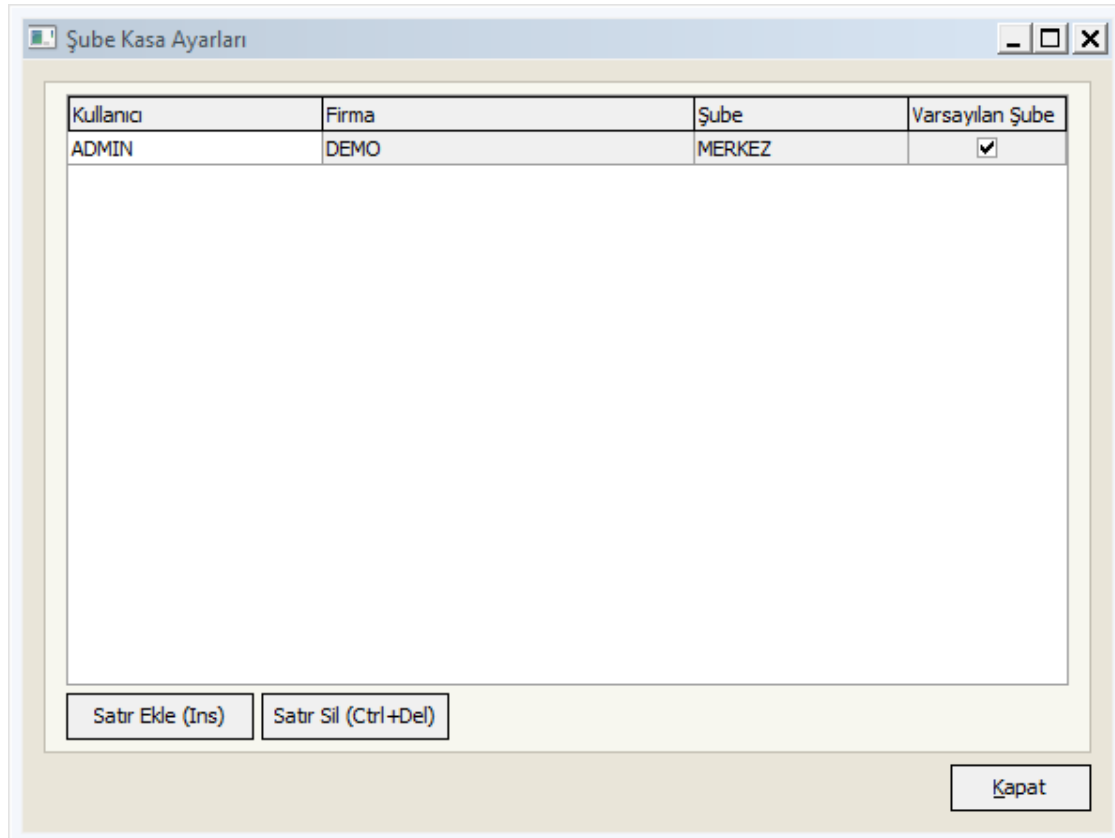 Şube Kasa Ayarları
Kullanıcı Firma Şube Varsayılan Şube
ADMIN DEMO MERKEZ
Satır Ekle (Ins) Satır Sil (Ctrl+Del)
Kapat